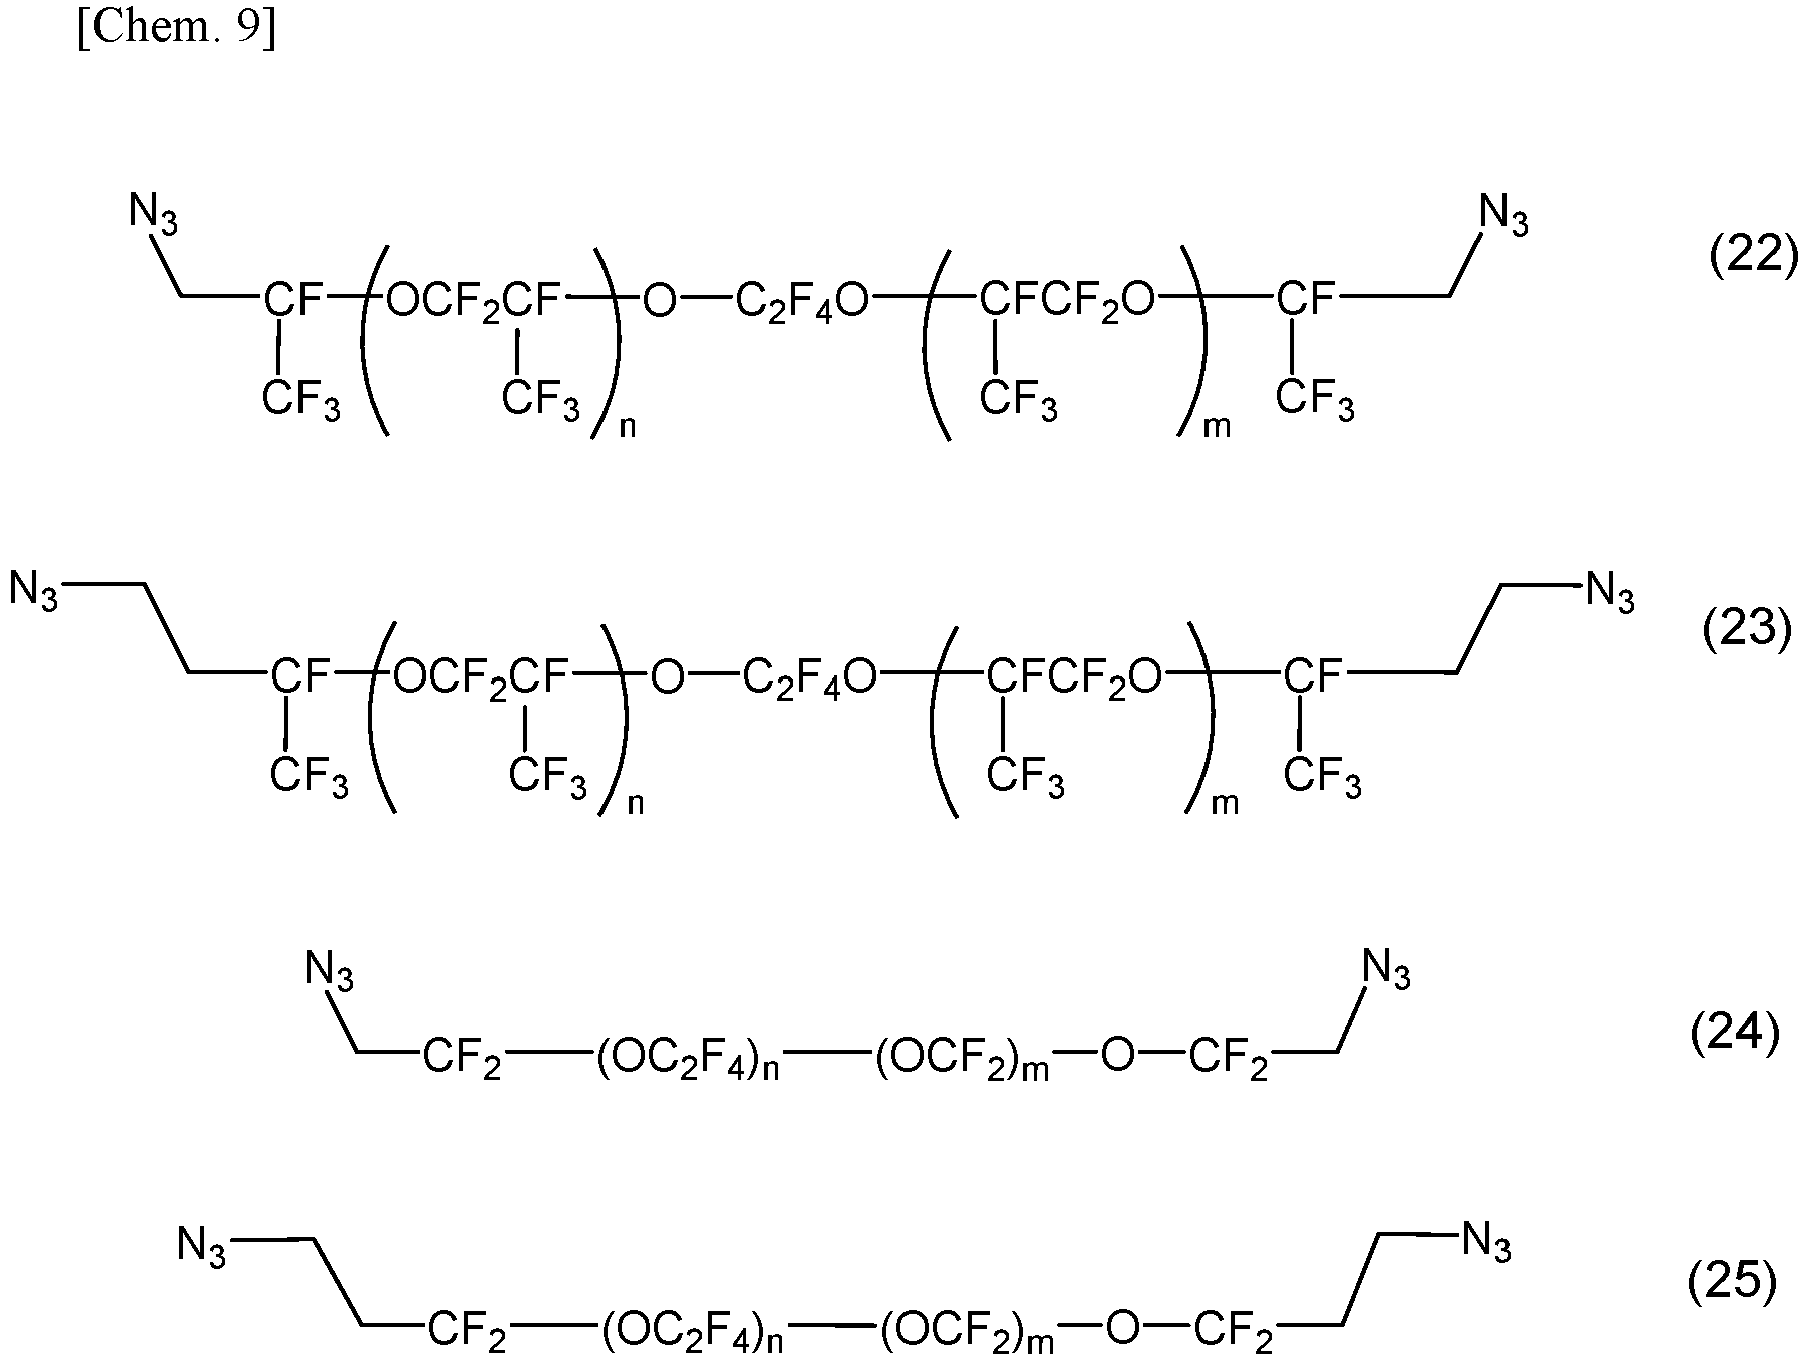 [Chem. 9]
N3 N3 (22)
CF OCF2CF O C2F4O CFCF2O CF
CF3 CF3 n CF3 m CF3
N3 N3 (23)
CF OCF2CF O C2F4O CFCF2O CF
CF3 CF3 n CF3 m CF3
N3 N3
CF2 (OC2F4)n (OCF2)m O CF2 (24)
N3 N3
CF2 (OC2F4)n (OCF2)m O CF2 (25)